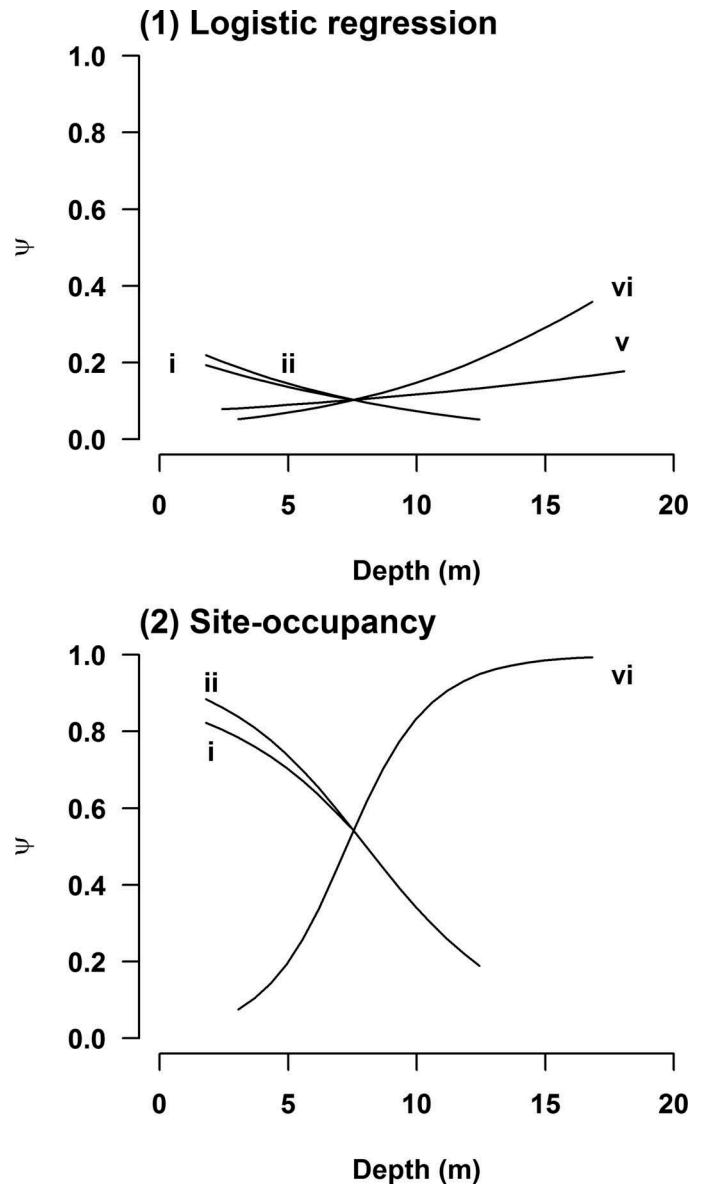 (1) Logistic regression
1.0
0.8
0.6
0.4
0.2
0.0
ψ
i
ii
vi
v
0 5 10 15 20
Depth (m)
(2) Site-occupancy
1.0
0.8
0.6
0.4
0.2
0.0
ψ
ii
i
vi
0 5 10 15 20
Depth (m)